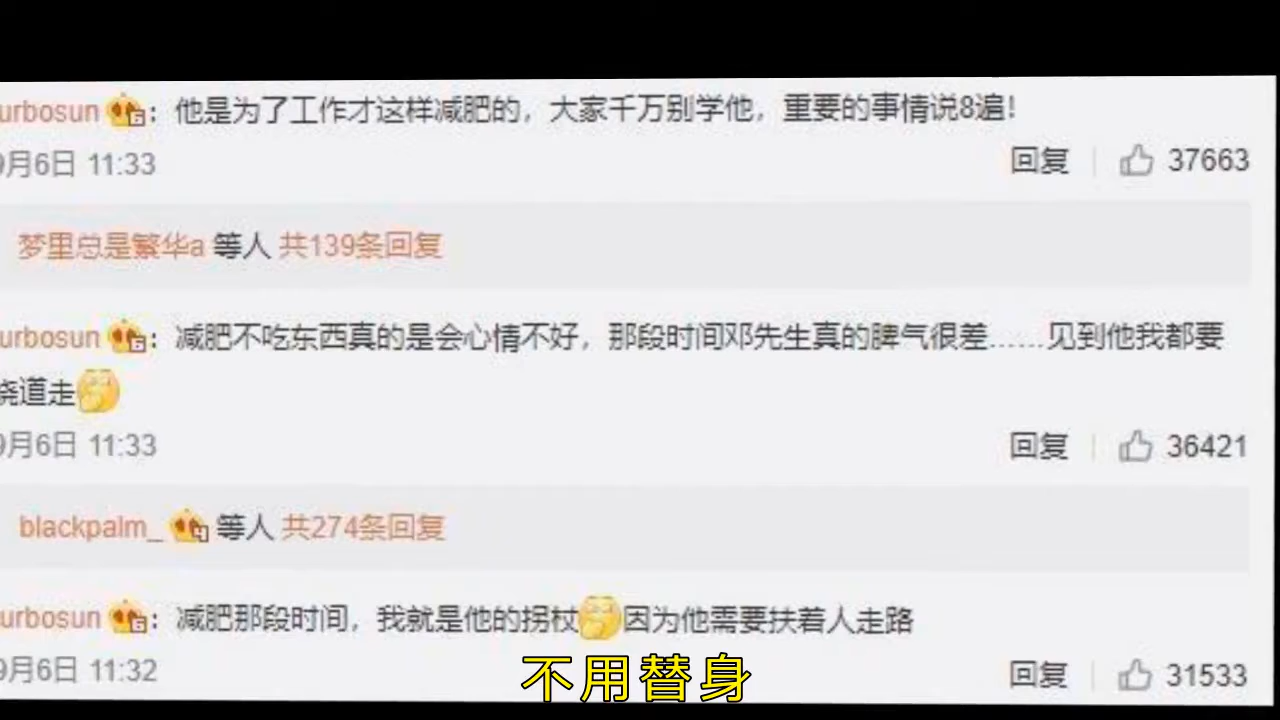 urbosun：他是为了工作才这样减肥的，大家千万别学他，重要的事情说8遍！
9月6日 11:33 回复 37663
梦里总是繁华a 等人 共139条回复
urbosun：减肥不吃东西真的是会心情不好，那段时间邓先生真的脾气很差……见到他我都要
绕道走
9月6日 11:33 回复 36421
blackpalm_ 等人 共274条回复
urbosun：减肥那段时间，我就是他的拐杖因为他需要扶着人走路
9月6日 11:32 回复 31533
不用替身